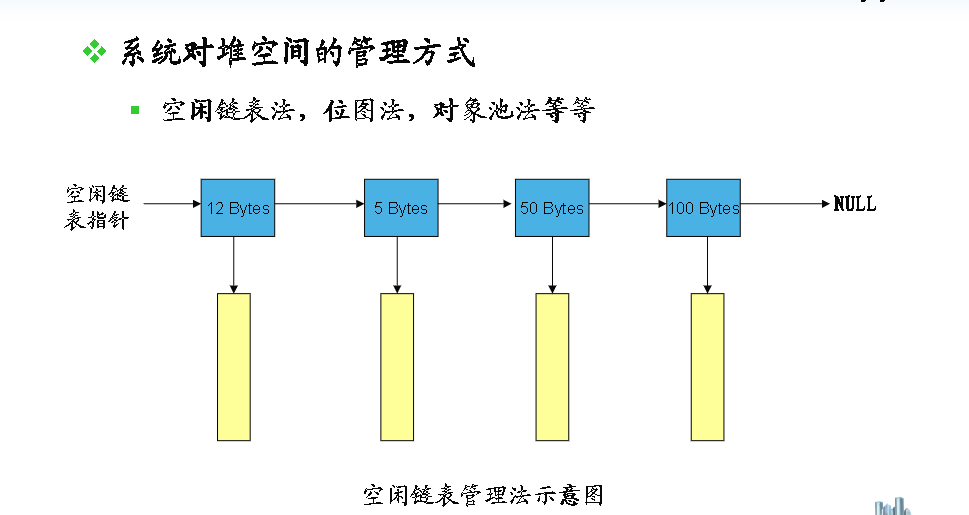 系统对堆空间的管理方式
空闲链表法，位图法，对象池法等等
空闲链
表指针
12 Bytes
5 Bytes
50 Bytes
100 Bytes
NULL
空闲链表管理法示意图